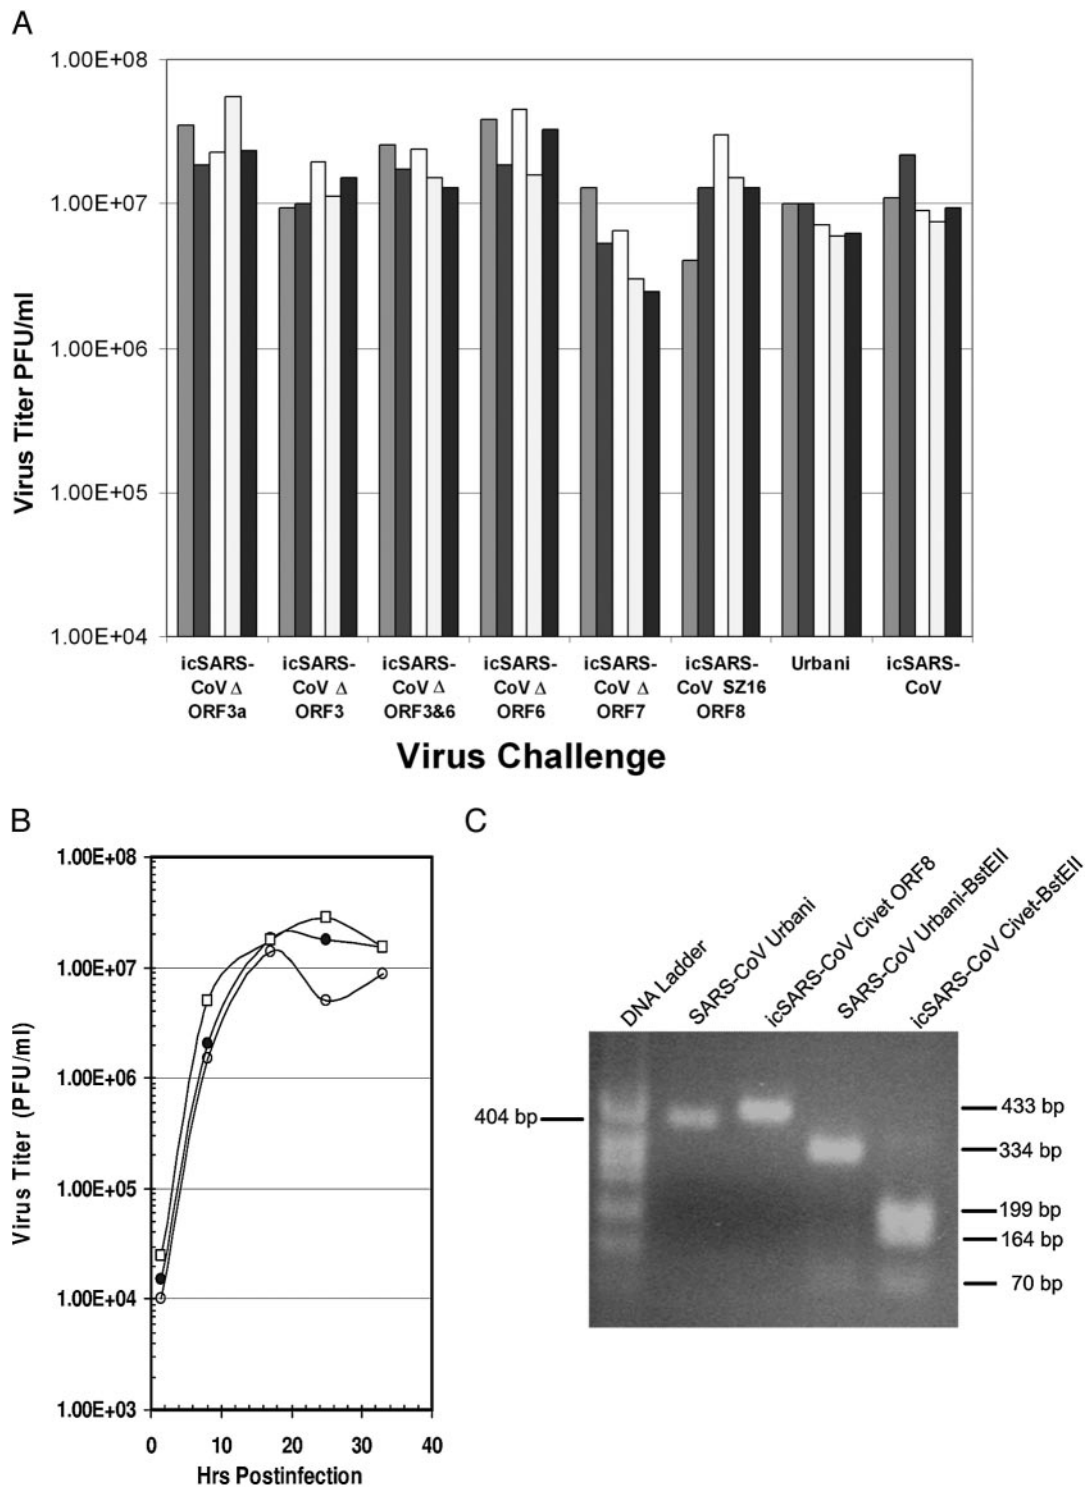 A
1.00E+08
1.00E+07
1.00E+06
1.00E+05
1.00E+04
Virus Titer PFU/ml
icSARS-
CoV Δ
ORF3a
icSARS-
CoV Δ
ORF3
icSARS-
CoV Δ
ORF3&6
icSARS-
CoV Δ
ORF6
icSARS-
CoV Δ
ORF7
icSARS-
CoV SZ16
ORF8
Urbani
icSARS-
CoV
Virus Challenge
B
1.00E+08
1.00E+07
1.00E+06
1.00E+05
1.00E+04
1.00E+03
Virus Titer (PFU/ml)
0 10 20 30 40
Hrs Postinfection
C
DNA Ladder
SARS-CoV Urbani
icSARS-CoV Civet ORF8
SARS-CoV Urbani-BstEII
icSARS-CoV Civet-BstEII
404 bp
433 bp
334 bp
199 bp
164 bp
70 bp